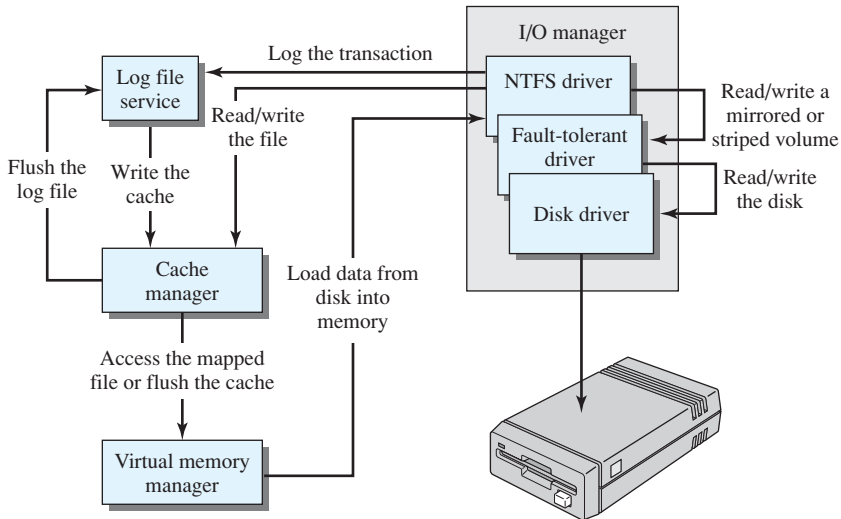 I/O manager
Log the transaction
Log file
service
NTFS driver
Read/write a
mirrored or
striped volume
Read/write
the file
Fault-tolerant
driver
Flush the
log file
Write the
cache
Read/write
the disk
Disk driver
Cache
manager
Load data from
disk into
memory
Access the mapped
file or flush the cache
Virtual memory
manager